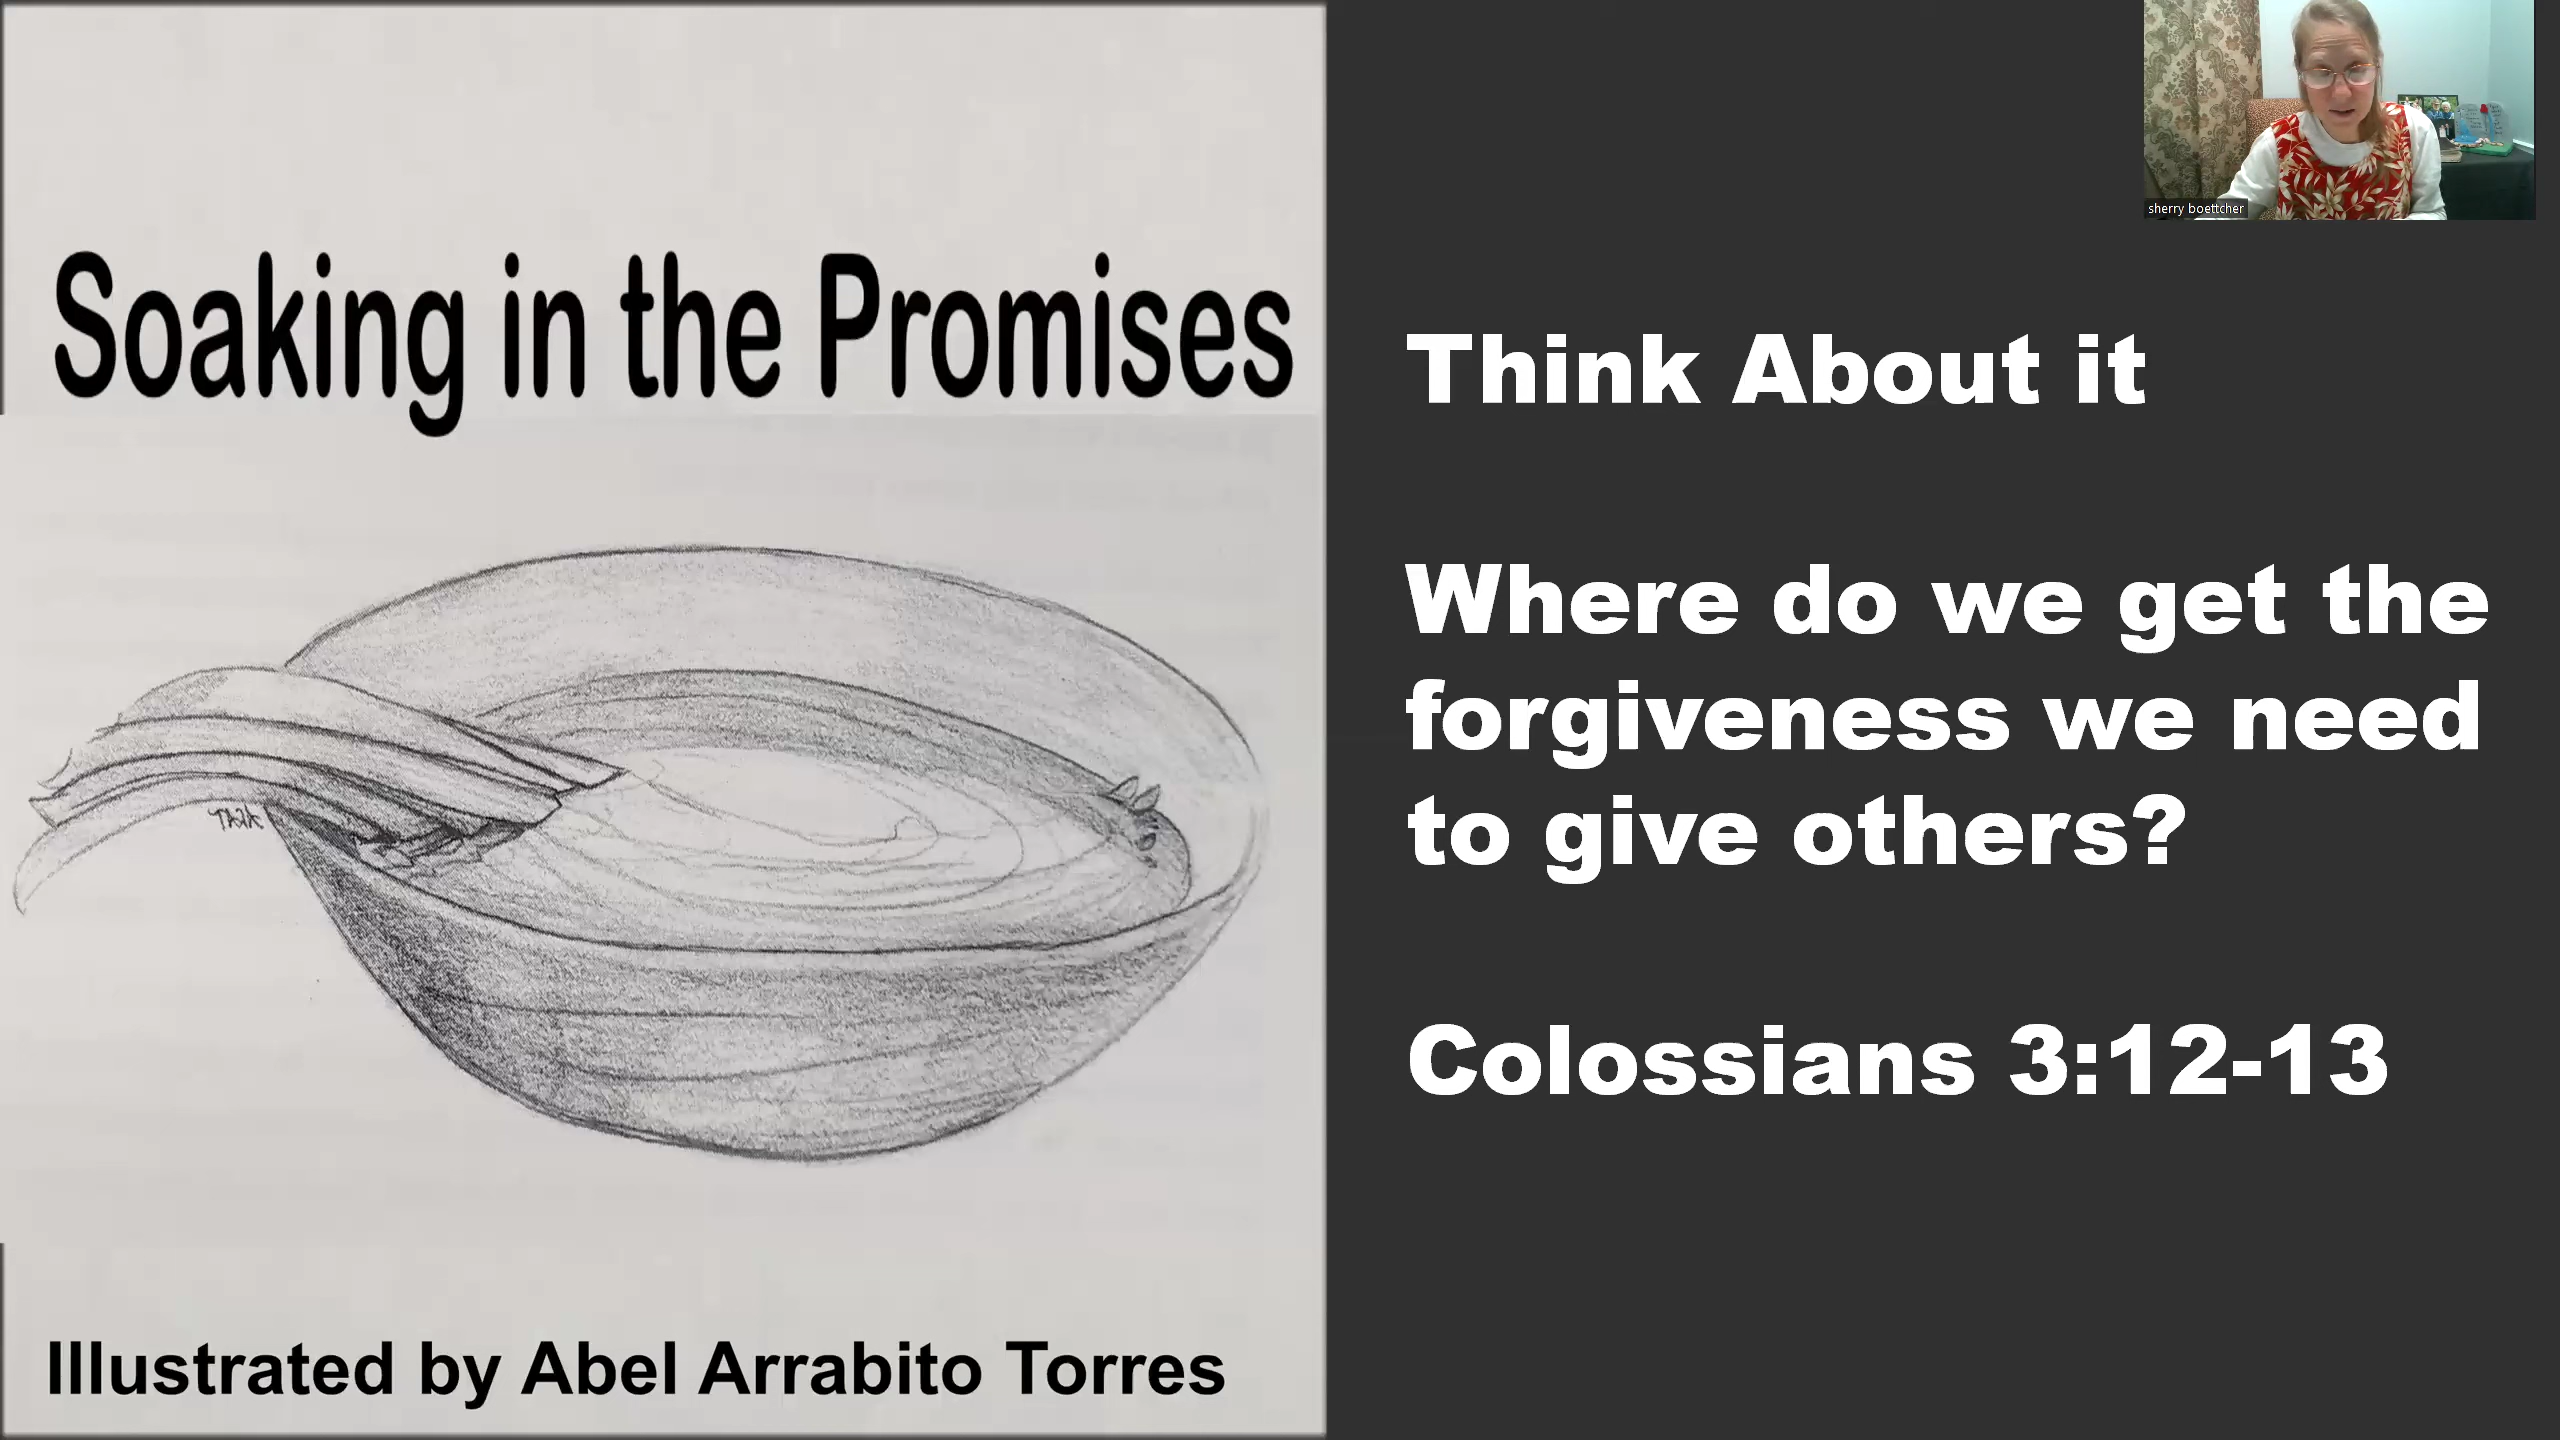 Soaking in the Promises
Illustrated by Abel Arrabito Torres
sherry boettcher
Think About it
Where do we get the
forgiveness we need
to give others?
Colossians 3:12-13